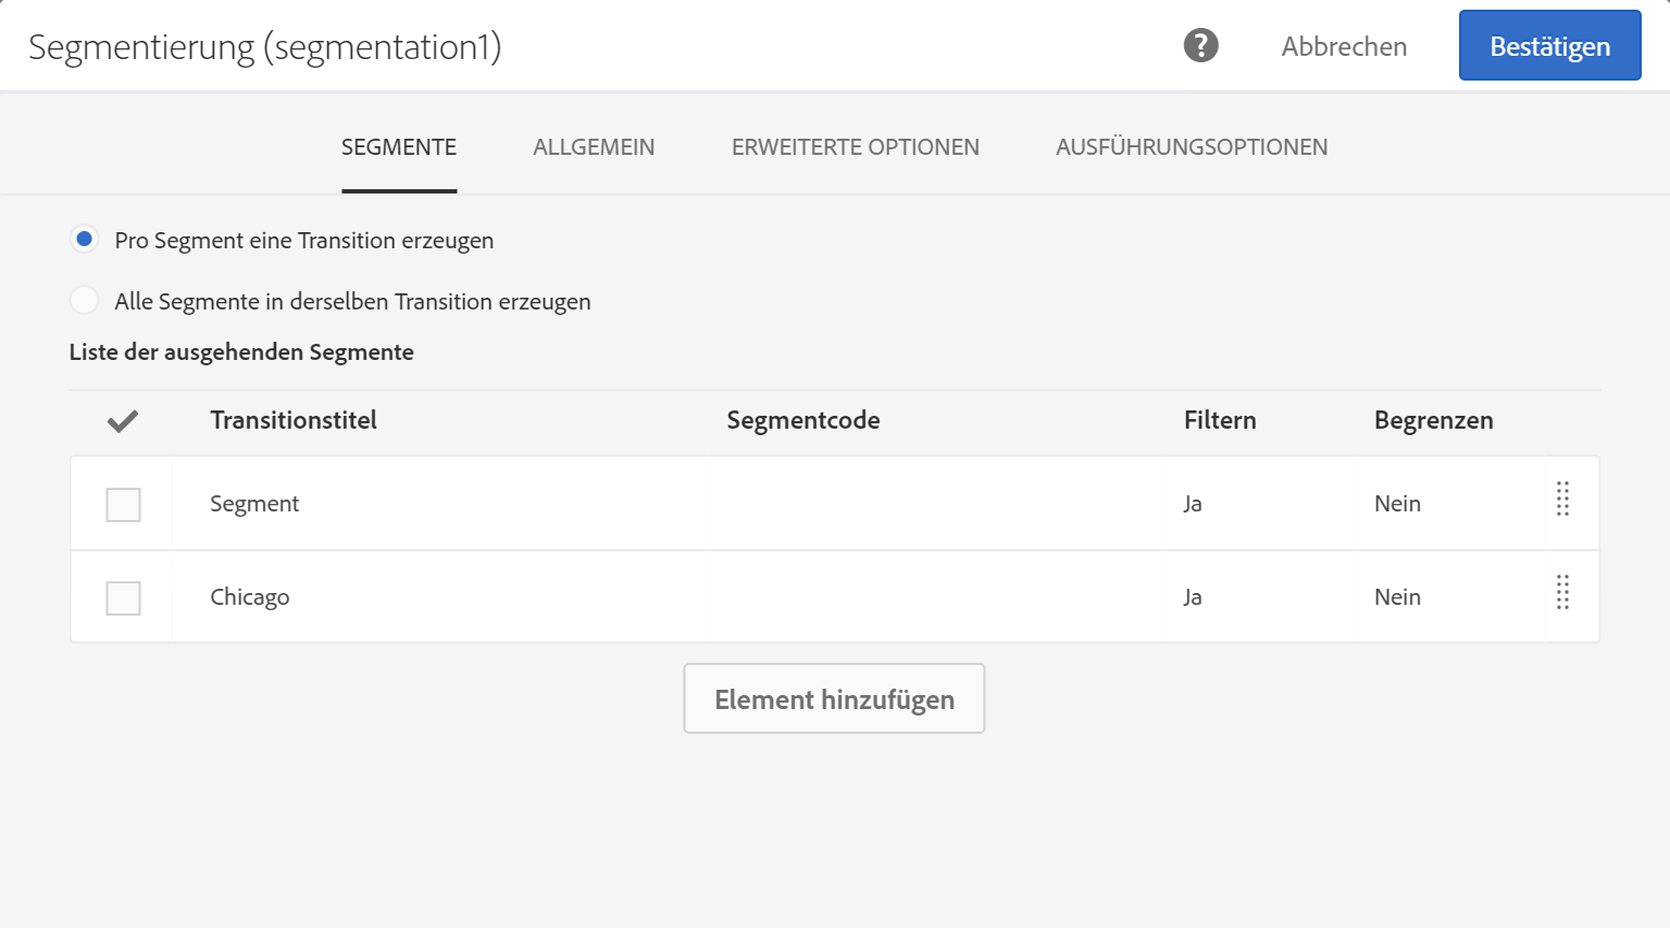 Segmentierung (segmentation1)
? Abbrechen Bestätigen
SEGMENTE ALLGEMEIN ERWEITERTE OPTIONEN AUSFÜHRUNGSOPTIONEN
Pro Segment eine Transition erzeugen
Alle Segmente in derselben Transition erzeugen
Liste der ausgehenden Segmente
Transitionstitel Segmentcode Filtern Begrenzen
Segment Ja Nein
Chicago Ja Nein
Element hinzufügen